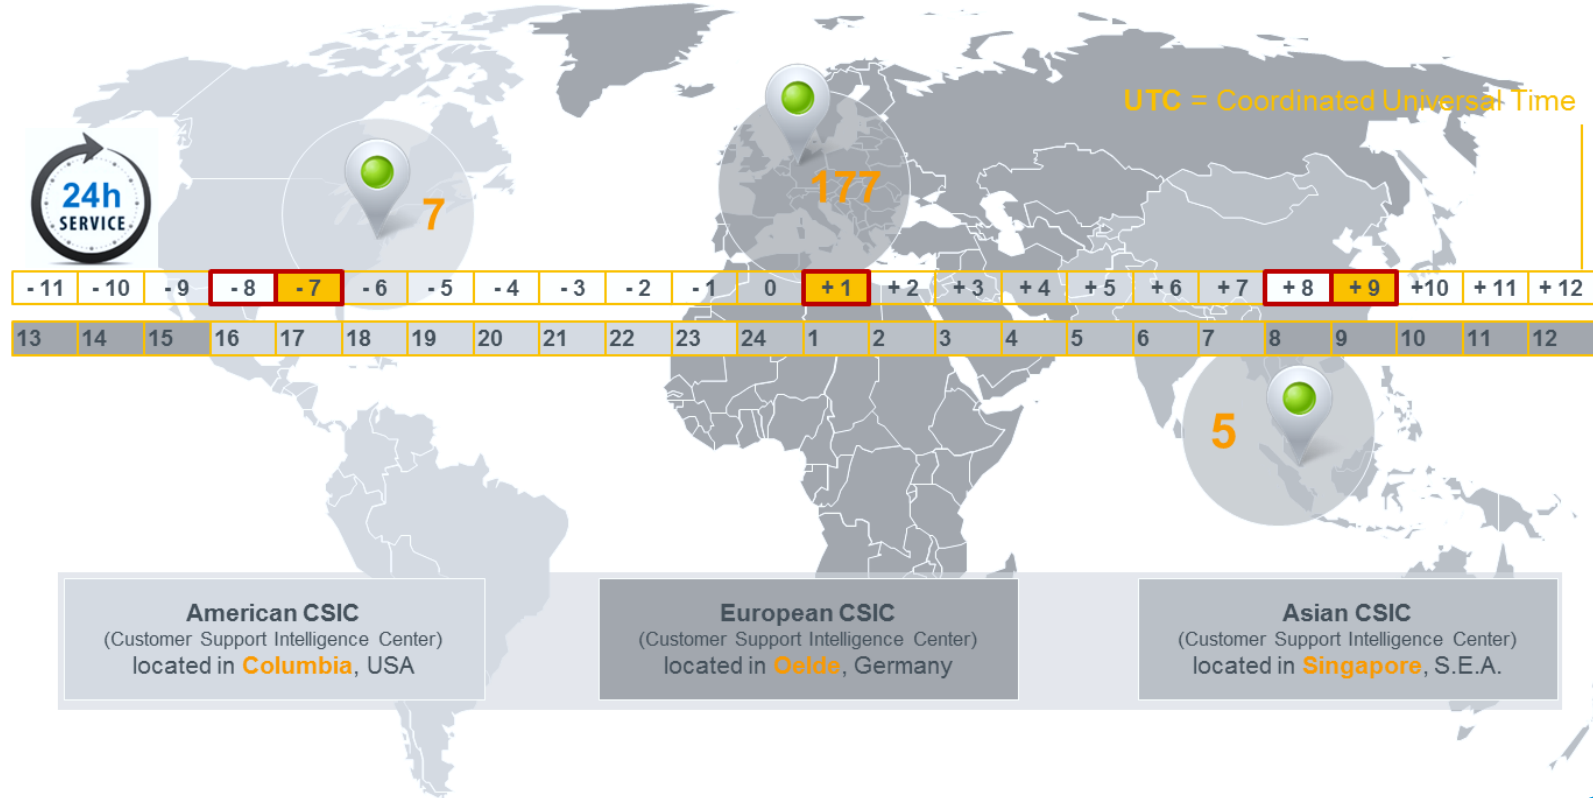 UTC = Coordinated Universal Time
24h
SERVICE
7
177
- 11 - 10 - 9 - 8 - 7 - 6 - 5 - 4 - 3 - 2 - 1 0 + 1 + 2 + 3 + 4 + 5 + 6 + 7 + 8 + 9 +10 + 11 + 12
13 14 15 16 17 18 19 20 21 22 23 24 1 2 3 4 5 6 7 8 9 10 11 12
5
American CSIC
(Customer Support Intelligence Center)
located in Columbia, USA
European CSIC
(Customer Support Intelligence Center)
located in Oelde, Germany
Asian CSIC
(Customer Support Intelligence Center)
located in Singapore, S.E.A.